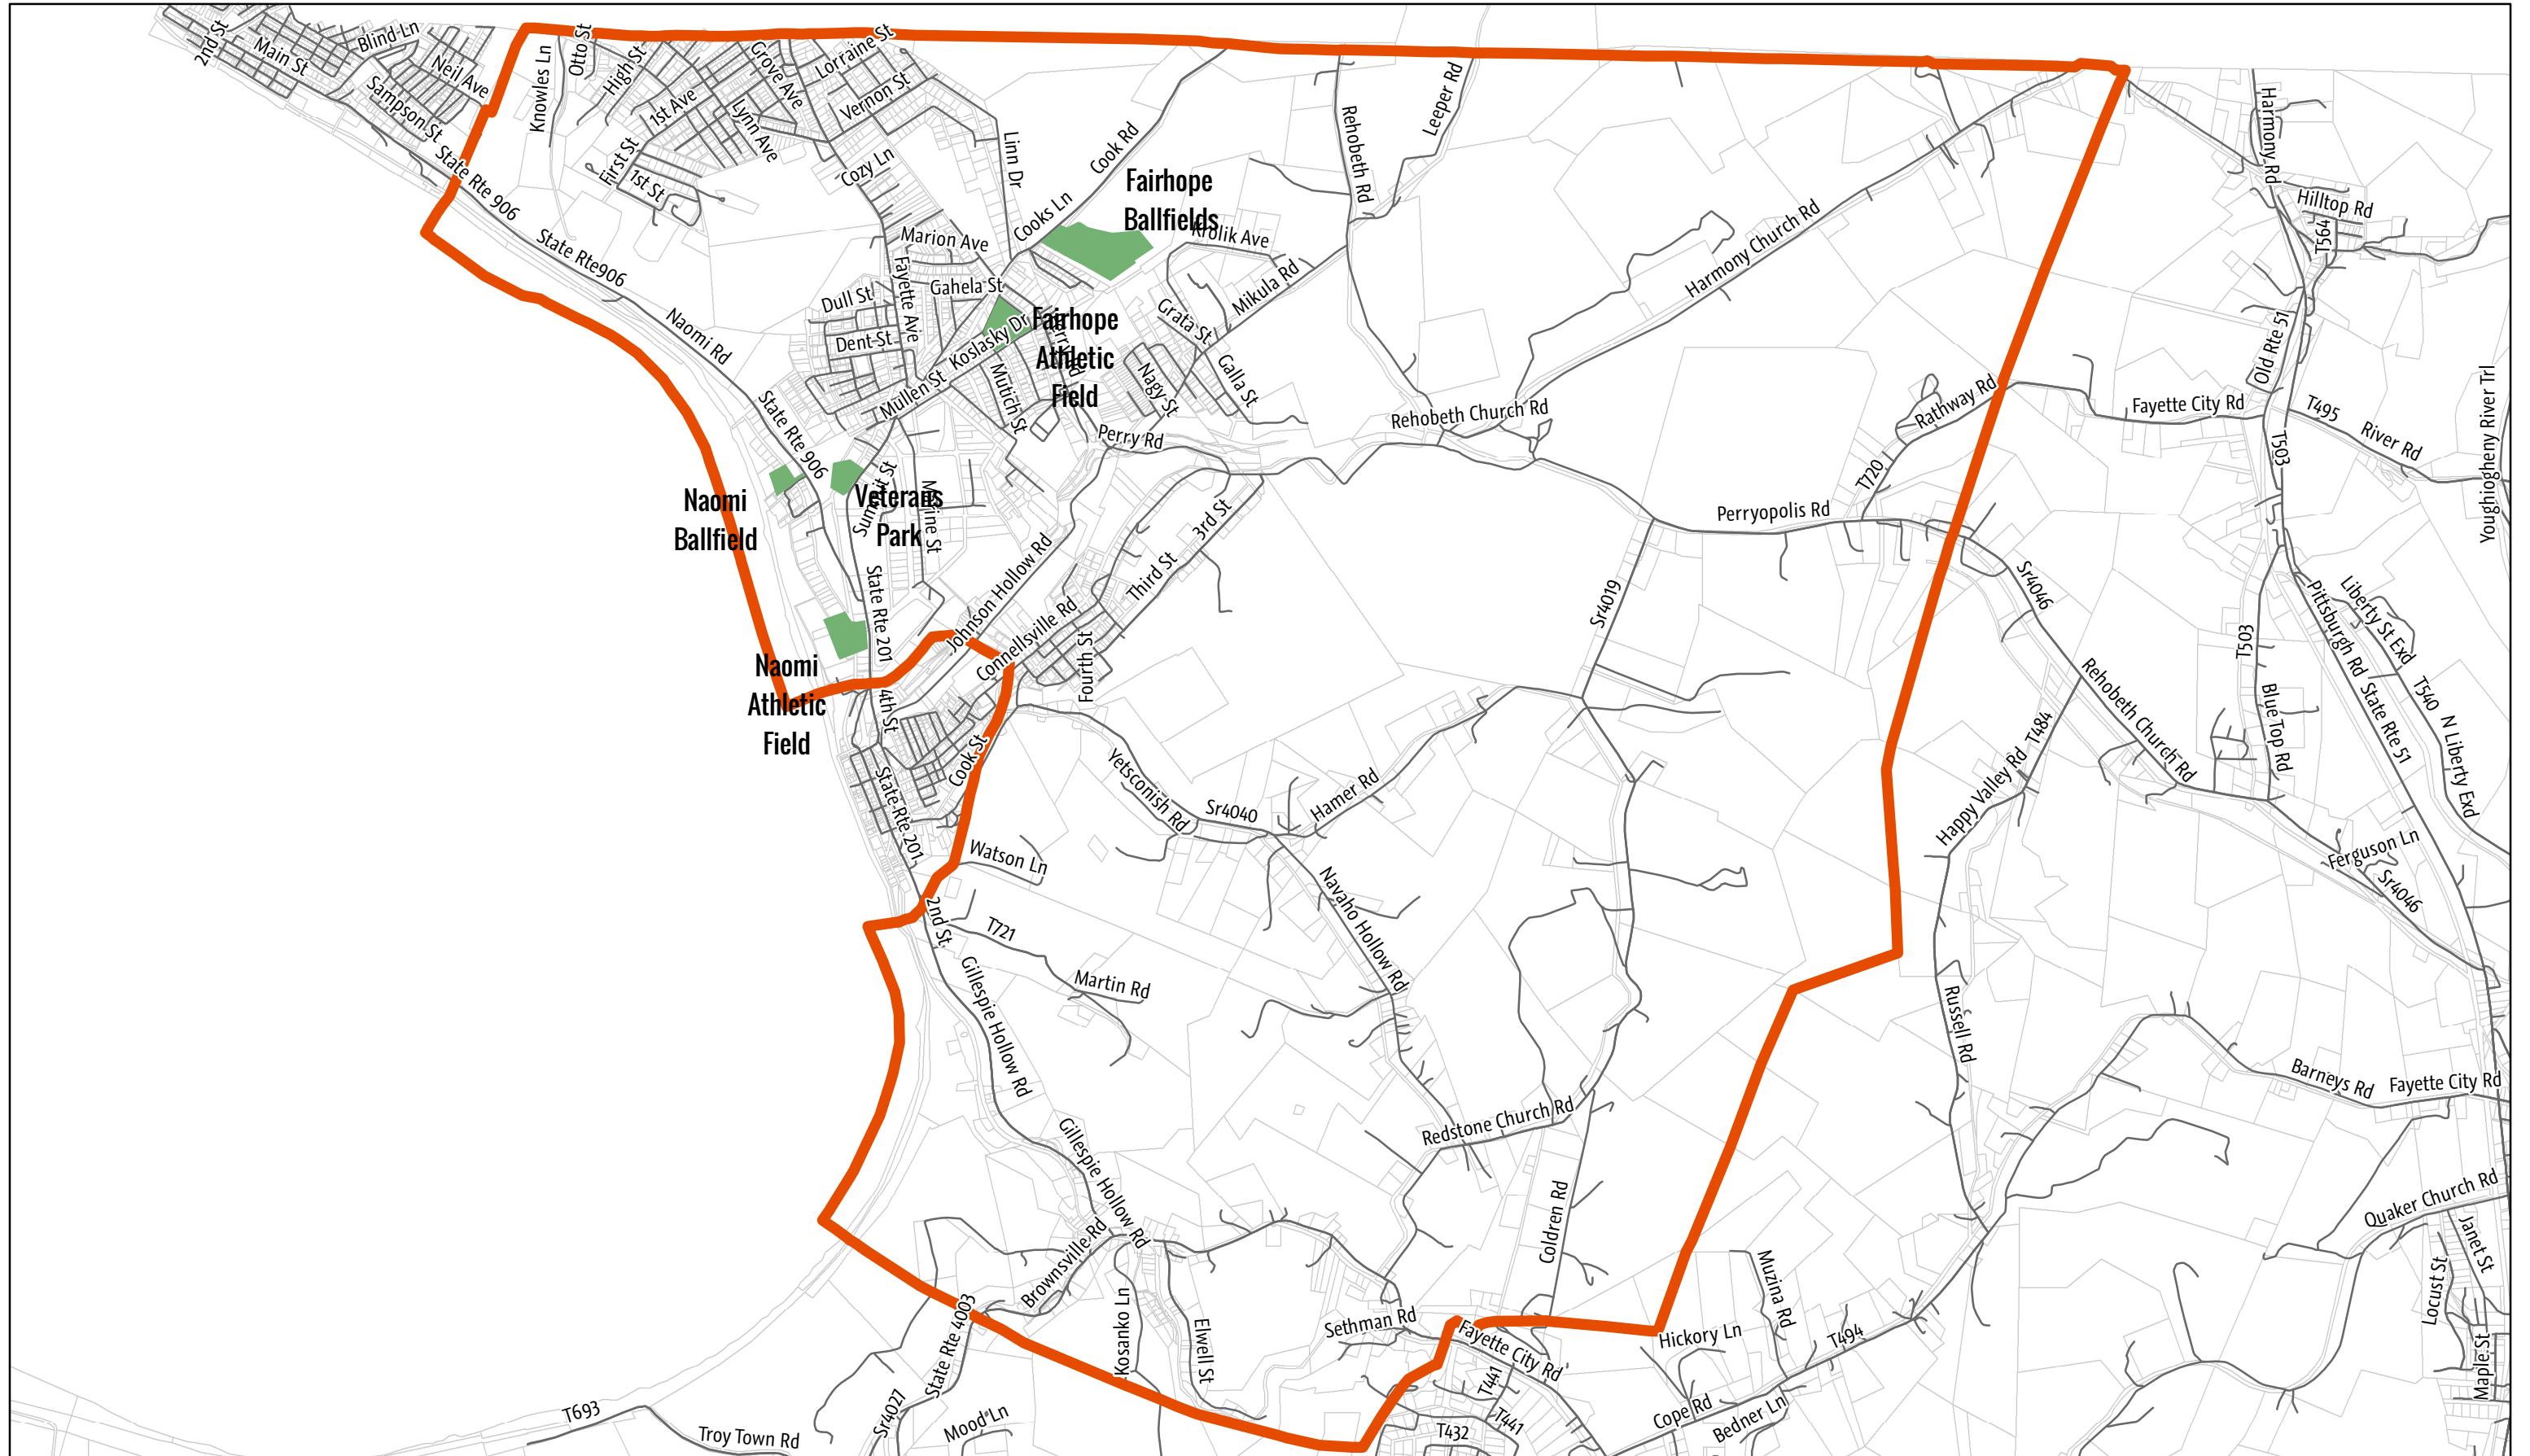 2nd St
Main St
Blind Ln
Neil Ave
Sampson St
State Rte 906
Knowles Ln
Otto St
High St
1st Ave
First St
1st St
Grove Ave
Lynn Ave
Lorraine St
Vernon St
Cozy Ln
Linn Dr
Cook Rd
Cooks Ln
Fairhope
Ballfields
Krolik Ave
Rehobeth Rd
Leeper Rd
Harmony Church Rd
Harmony Rd
Hilltop Rd
T564
State Rte906
Naomi Rd
Marion Ave
Fayette Ave
Gahela St
Dull St
Dent St
Koslasky Dr
Mullen St
Mutich St
Fairhope
Athletic
Field
Grata St
Mikula Rd
Nagy St
Galla St
Perry Rd
Rehobeth Church Rd
Rathway Rd
T720
Fayette City Rd
Old Rte 51
T495
River Rd
T503
Youghiogheny River Trl
State Rte 906
Naomi
Ballfield
Veterans
Park
State Rte 201
Johnson Hollow Rd
Connellsville Rd
Third St
3rd St
Fourth St
Perryopolis Rd
Sr4019
Sr4046
T503
Pittsburgh Rd
Liberty St Exd
T540
N Liberty Exd
State Rte 51
Blue Top Rd
Rehobeth Church Rd
T484
Happy Valley Rd
Naomi
Athletic
Field
4th St
Cook St
State Rte 201
Yetsconish Rd
Sr4040
Hamer Rd
Watson Ln
2nd St
T721
Martin Rd
Navaho Hollow Rd
Ferguson Ln
Sr4046
Gillespie Hollow Rd
Russell Rd
Barneys Rd
Fayette City Rd
Gillespie Hollow Rd
Redstone Church Rd
Coldren Rd
Quaker Church Rd
Janet St
Locust St
Maple St
Brownsville Rd
State Rte 4003
Kosanko Ln
Elwell St
Sethman Rd
Fayette City Rd
T441
T441
T432
Hickory Ln
Muzina Rd
T494
Cope Rd
Bedner Ln
T693
Troy Town Rd
Sr4027
Mood Ln